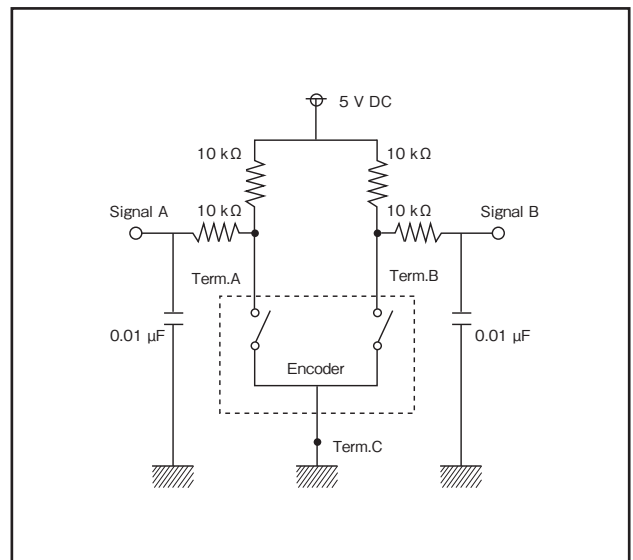 5 V DC
10 kΩ 10 kΩ
Signal A 10 kΩ 10 kΩ Signal B
Term.A Term.B
0.01 µF Encoder 0.01 µF
Term.C